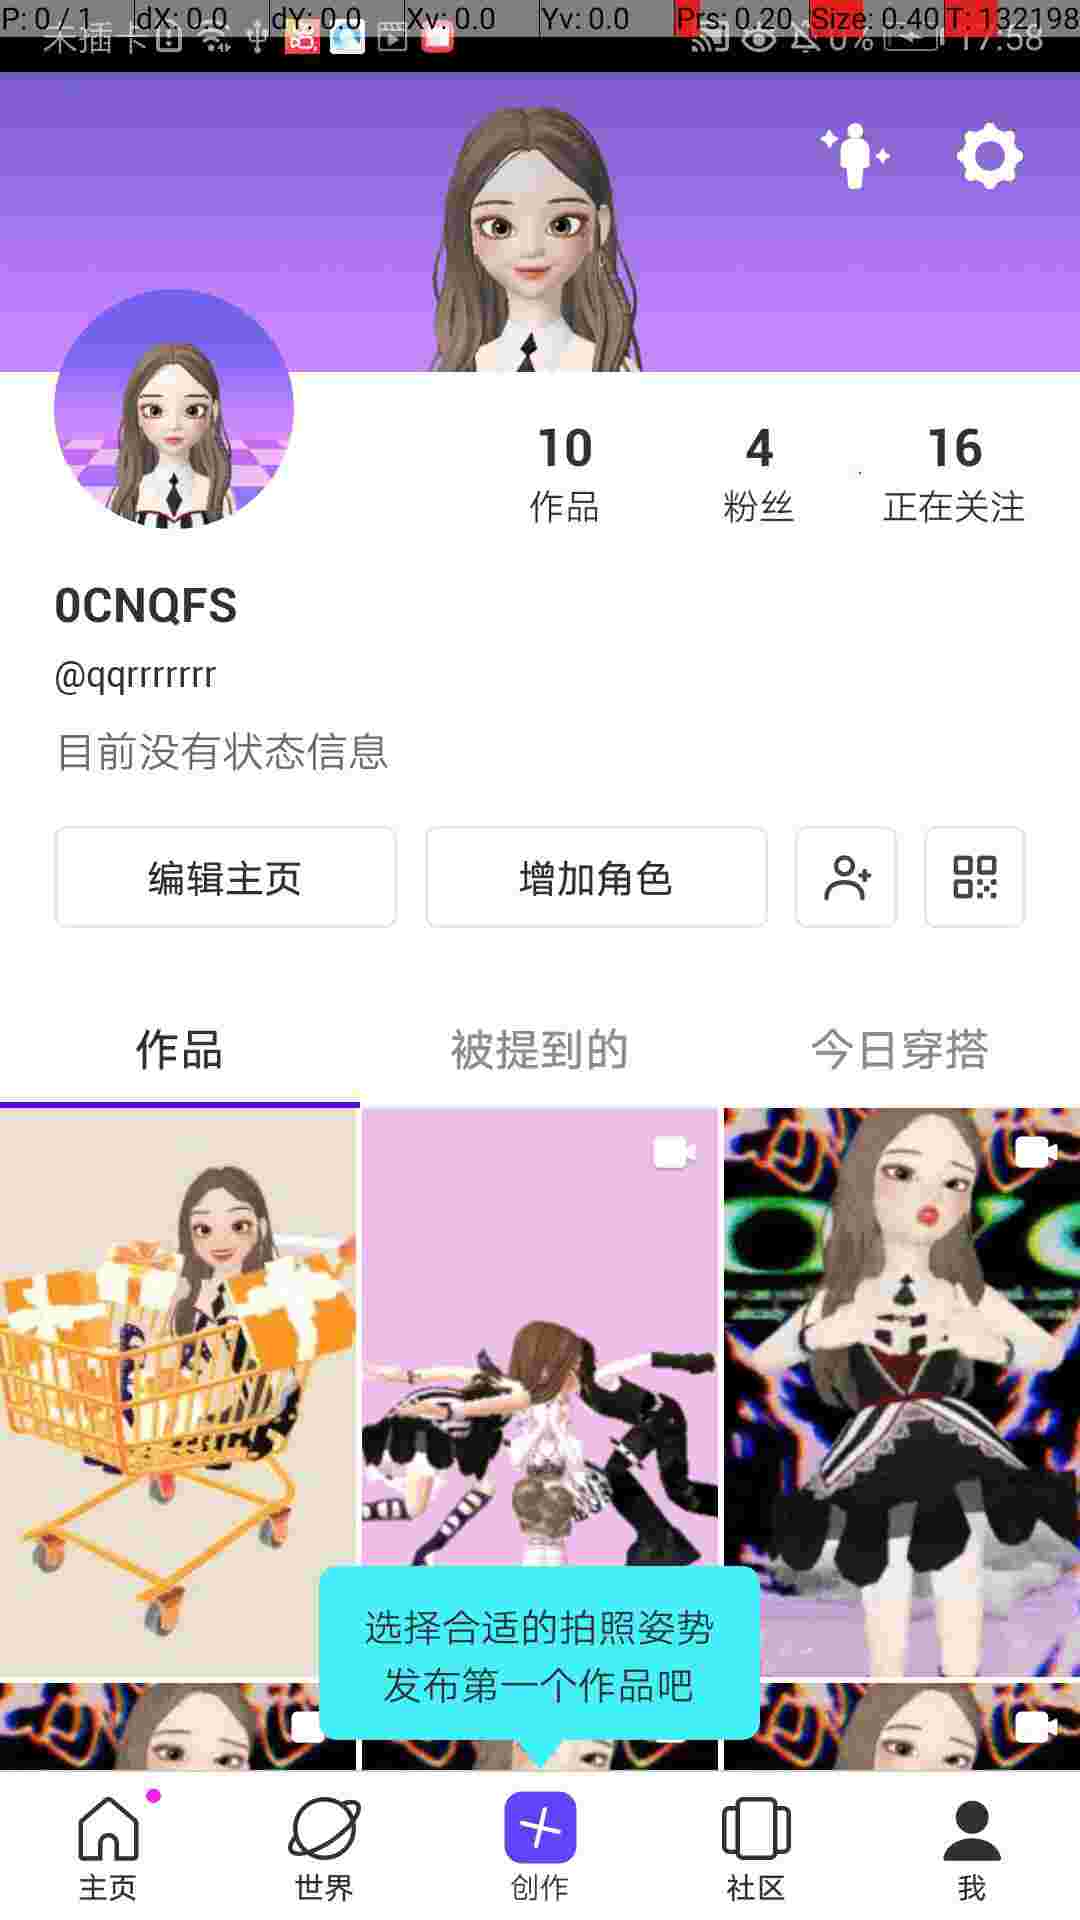 P: 0 / 1 dX: 0.0 dY: 0.0 Xv: 0.0 Yv: 0.0 Prs: 0.20 Size: 0.40 T: 132198
未插卡 0% 17:58
10 4 16
作品 粉丝 正在关注
0CNQFS
@qqrrrrrrr
目前没有状态信息
编辑主页 增加角色
作品 被提到的 今日穿搭
选择合适的拍照姿势
发布第一个作品吧
主页 世界 创作 社区 我